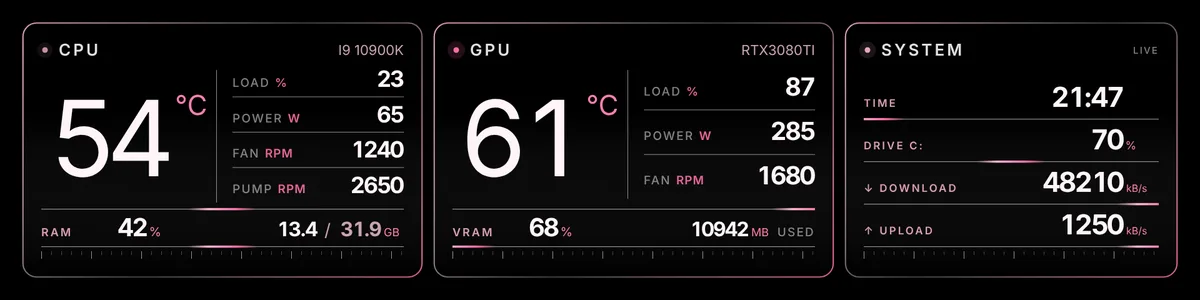 CPU I9 10900K
54 °C
LOAD % 23
POWER W 65
FAN RPM 1240
PUMP RPM 2650
RAM 42% 13.4 / 31.9GB
GPU RTX3080TI
61 °C
LOAD % 87
POWER W 285
FAN RPM 1680
VRAM 68% 10942 MB USED
SYSTEM LIVE
TIME 21:47
DRIVE C: 70%
↓ DOWNLOAD 48210 kB/s
↑ UPLOAD 1250 kB/s